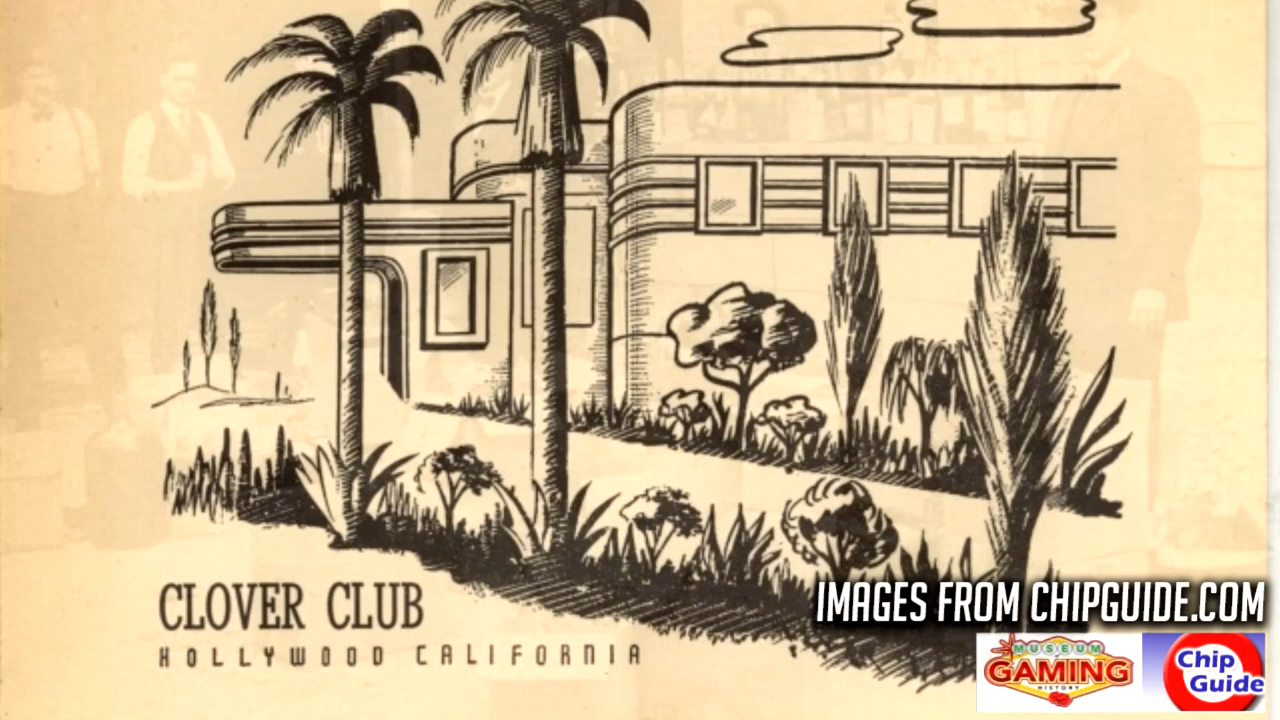 CLOVER CLUB
HOLLYWOOD CALIFORNIA
IMAGES FROM CHIPGUIDE.COM
MUSEUM
GAMING
HISTORY
Chip
Guide